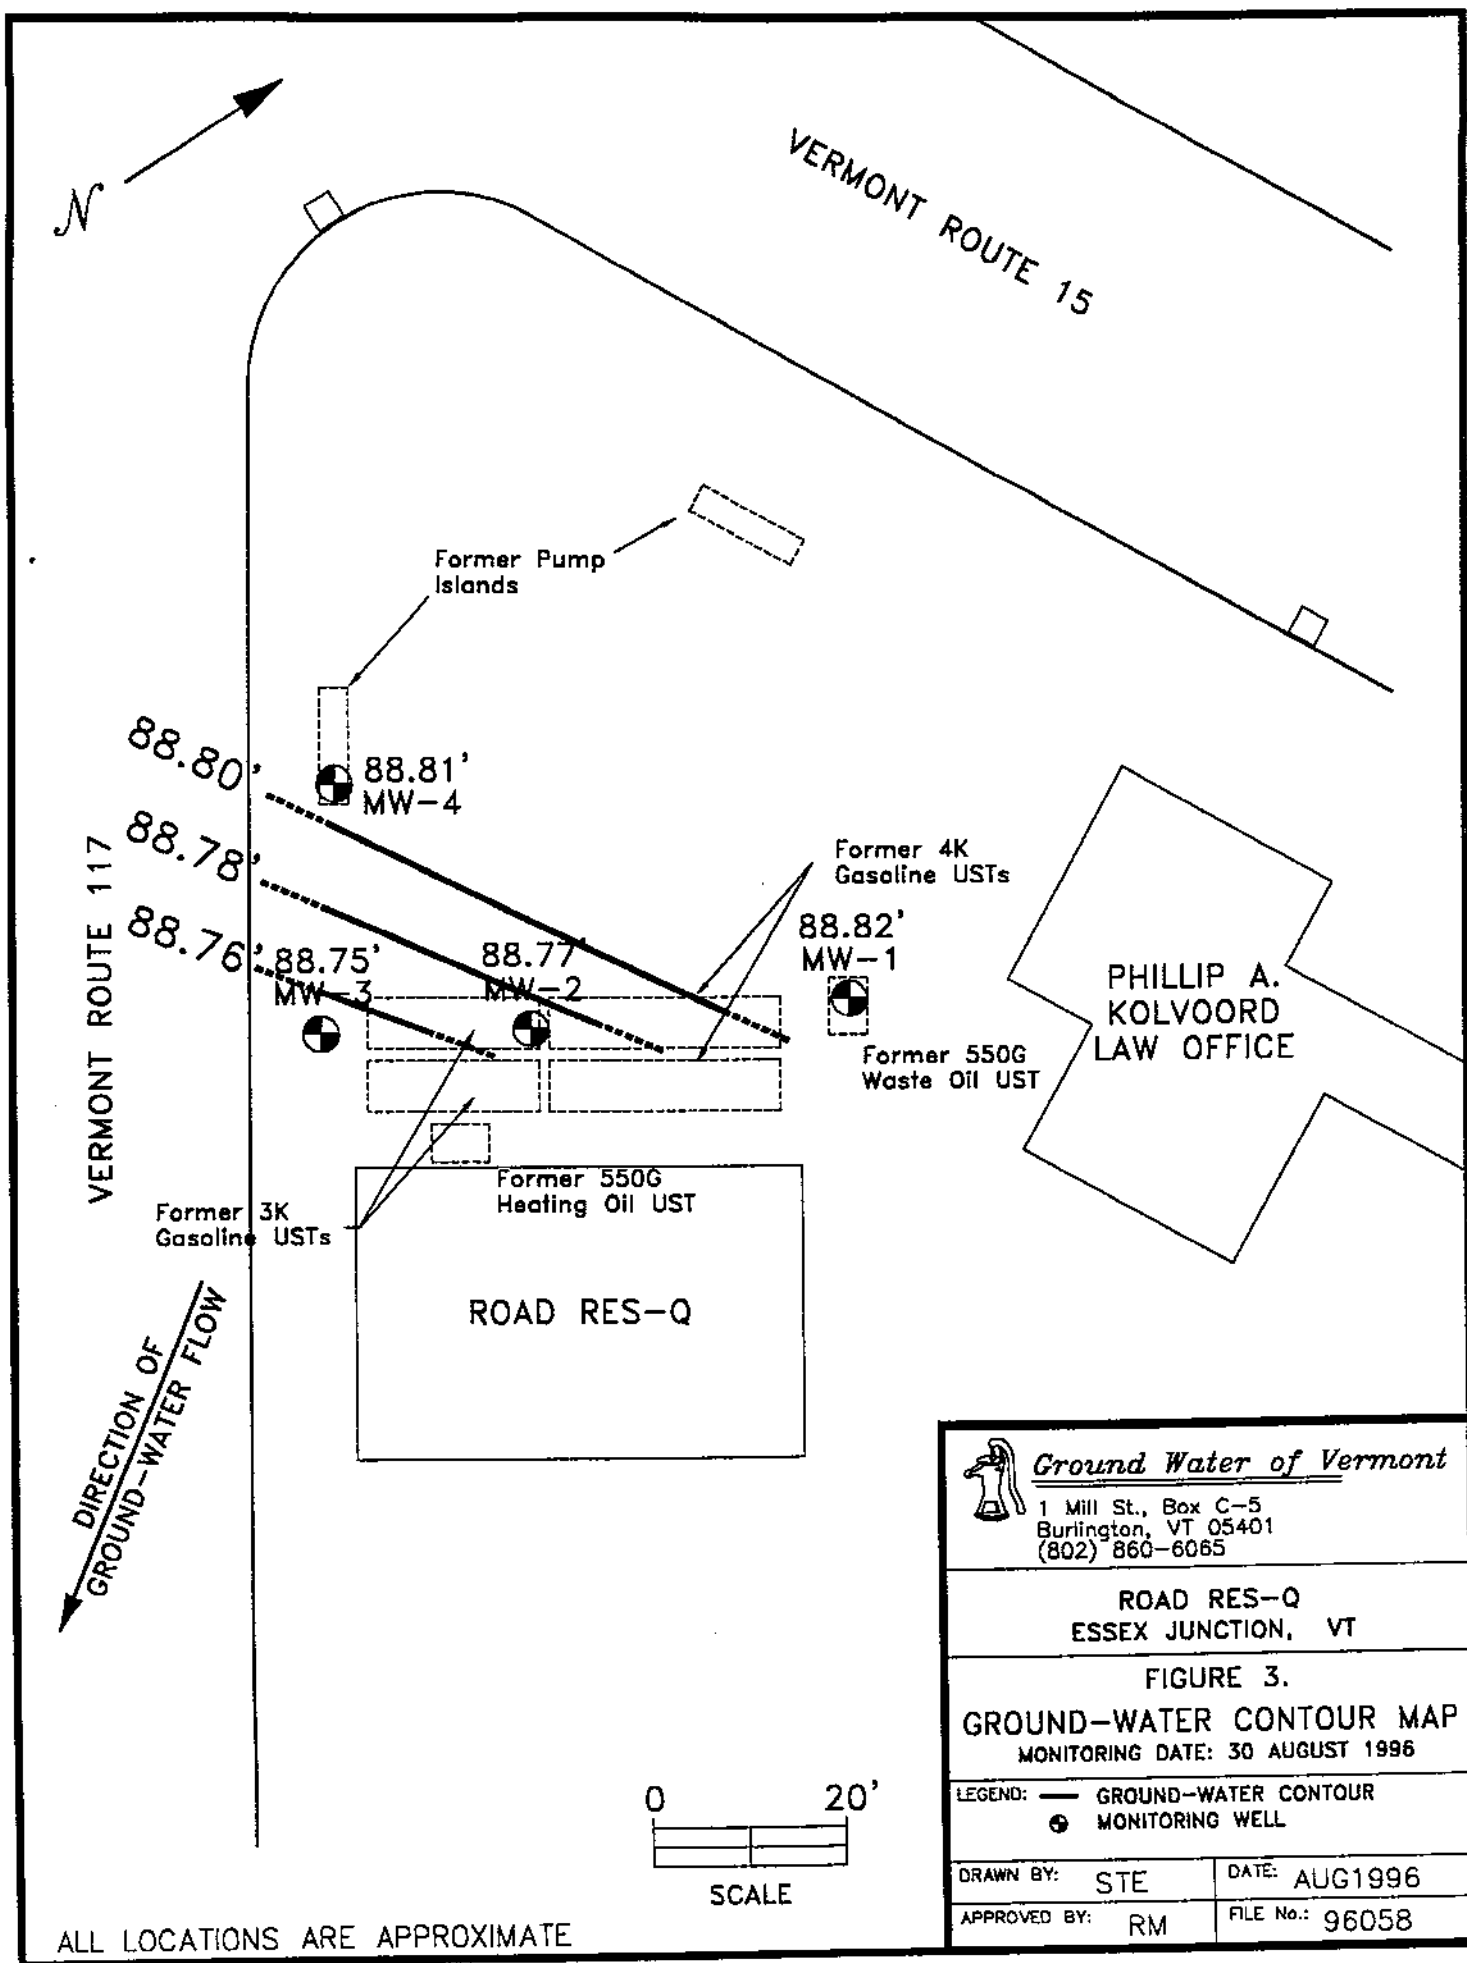 N
VERMONT ROUTE 15
Former Pump
Islands
88.80'
88.81'
MW-4
88.78'
88.76'
Former 4K
Gasoline USTs
88.75'
MW-3
88.77'
MW-2
88.82'
MW-1
VERMONT ROUTE 117
PHILLIP A.
KOLVOORD
LAW OFFICE
Former 550G
Waste Oil UST
Former 550G
Heating Oil UST
Former 3K
Gasoline USTs
ROAD RES-Q
DIRECTION OF
GROUND-WATER FLOW
Ground Water of Vermont
1 Mill St., Box C-5
Burlington, VT 05401
(802) 860-6065
ROAD RES-Q
ESSEX JUNCTION, VT
FIGURE 3.
GROUND-WATER CONTOUR MAP
MONITORING DATE: 30 AUGUST 1996
LEGEND: GROUND-WATER CONTOUR
MONITORING WELL
DRAWN BY: STE
DATE: AUG1996
APPROVED BY: RM
FILE No.: 96058
0 20'
SCALE
ALL LOCATIONS ARE APPROXIMATE